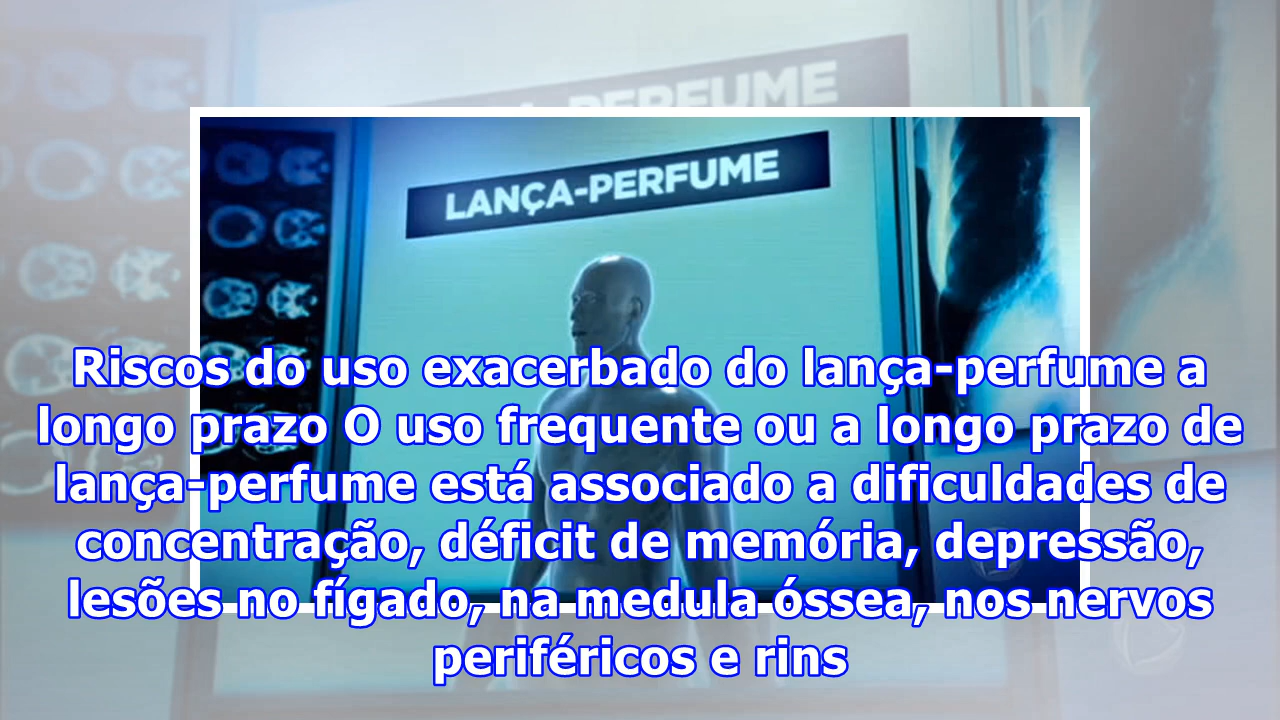 -PERFUME
LANÇA-PERFUME
Riscos do uso exacerbado do lança-perfume a
longo prazo O uso frequente ou a longo prazo de
lança-perfume está associado a dificuldades de
concentração, déficit de memória, depressão,
lesões no fígado, na medula óssea, nos nervos
periféricos e rins